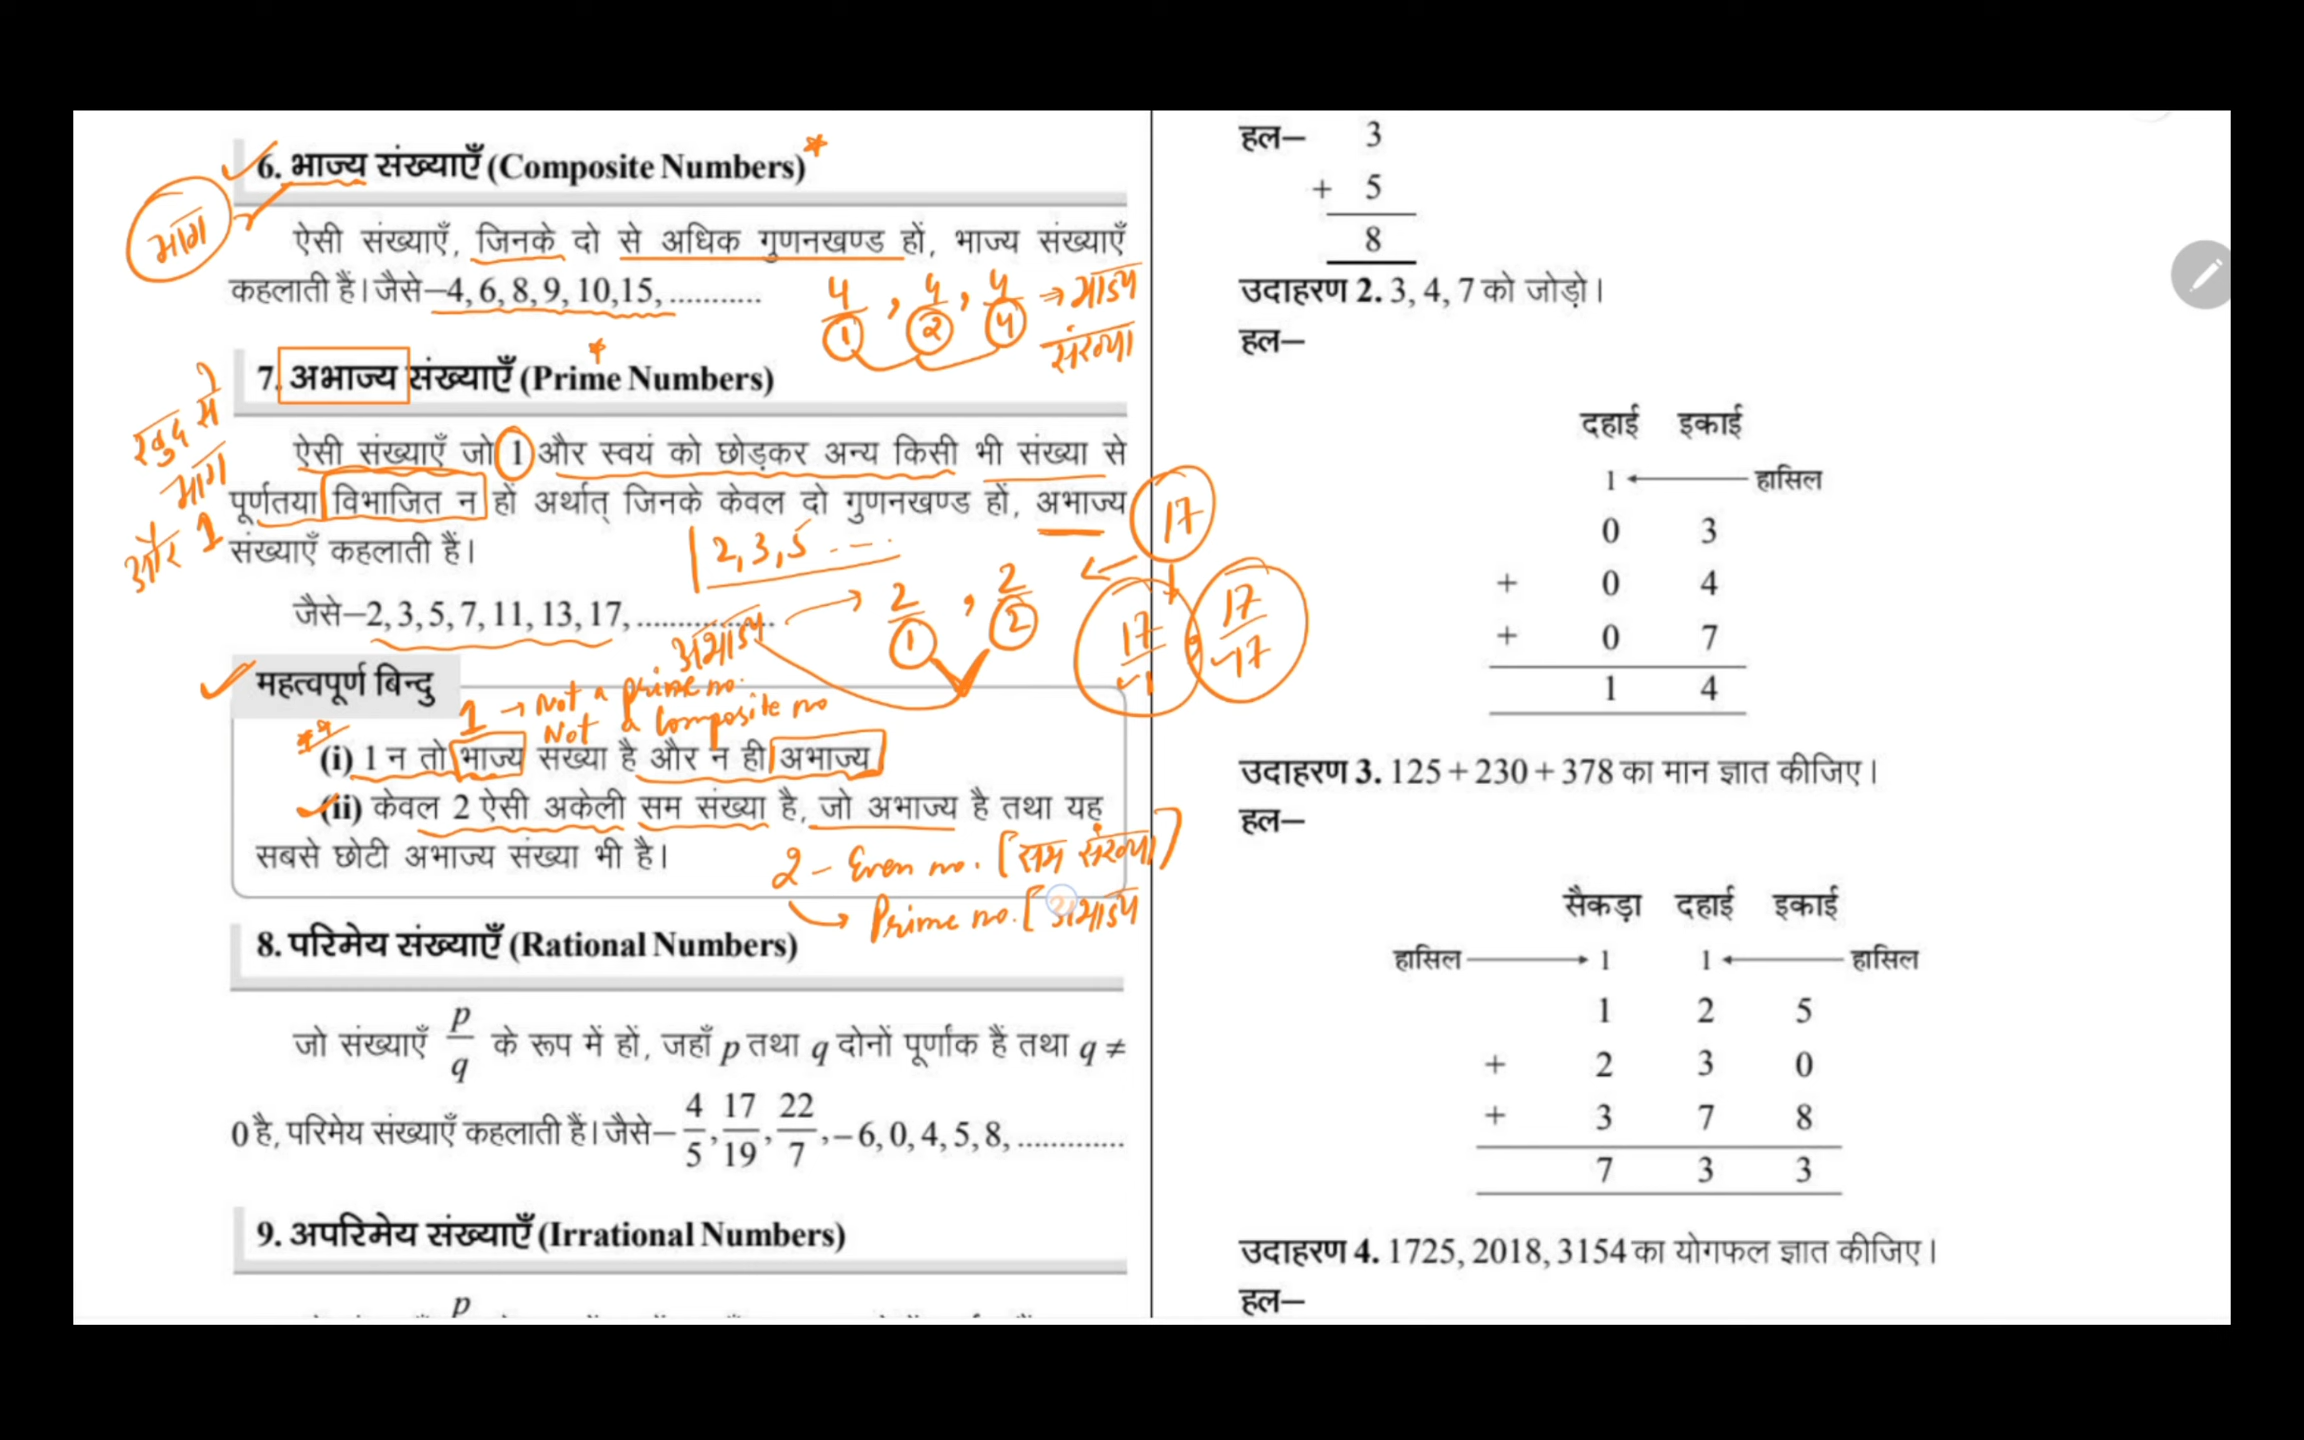 6. भाज्य संख्याएँ (Composite Numbers)*
भाग
ऐसी संख्याएँ, जिनके दो से अधिक गुणनखण्ड हों, भाज्य संख्याएँ
कहलाती हैं। जैसे–4, 6, 8, 9, 10,15, ...........
4/1 , 4/2 , 4/4 ⇒ भाज्य
संख्या
7. अभाज्य संख्याएँ (Prime Numbers)
*
खुद से
भाग
और 1
ऐसी संख्याएँ जो 1 और स्वयं को छोड़कर अन्य किसी भी संख्या से
पूर्णतया विभाजित न हों अर्थात् जिनके केवल दो गुणनखण्ड हों, अभाज्य
संख्याएँ कहलाती हैं।
17
2, 3, 5 ----
17/1 , 17/17
2/1 , 2/2
जैसे–2, 3, 5, 7, 11, 13, 17, .................
अभाज्य
महत्वपूर्ण बिन्दु
1 → Not a prime no.
Not a composite no
**
(i) 1 न तो भाज्य संख्या है और न ही अभाज्य
(ii) केवल 2 ऐसी अकेली सम संख्या है, जो अभाज्य है तथा यह
सबसे छोटी अभाज्य संख्या भी है।
2 – Even no. [सम संख्या]
→ Prime no. [अभाज्य
8. परिमेय संख्याएँ (Rational Numbers)
जो संख्याएँ p/q के रूप में हों, जहाँ p तथा q दोनों पूर्णांक हैं तथा q ≠
0 है, परिमेय संख्याएँ कहलाती हैं। जैसे– 4/5, 17/19, 22/7, – 6, 0, 4, 5, 8, .............
9. अपरिमेय संख्याएँ (Irrational Numbers)
p
हल– 3
+ 5
8
उदाहरण 2. 3, 4, 7 को जोड़ो।
हल–
दहाई इकाई
1 ← हासिल
0 3
+ 0 4
+ 0 7
1 4
उदाहरण 3. 125 + 230 + 378 का मान ज्ञात कीजिए।
हल–
सैकड़ा दहाई इकाई
हासिल → 1 1 ← हासिल
1 2 5
+ 2 3 0
+ 3 7 8
7 3 3
उदाहरण 4. 1725, 2018, 3154 का योगफल ज्ञात कीजिए।
हल–